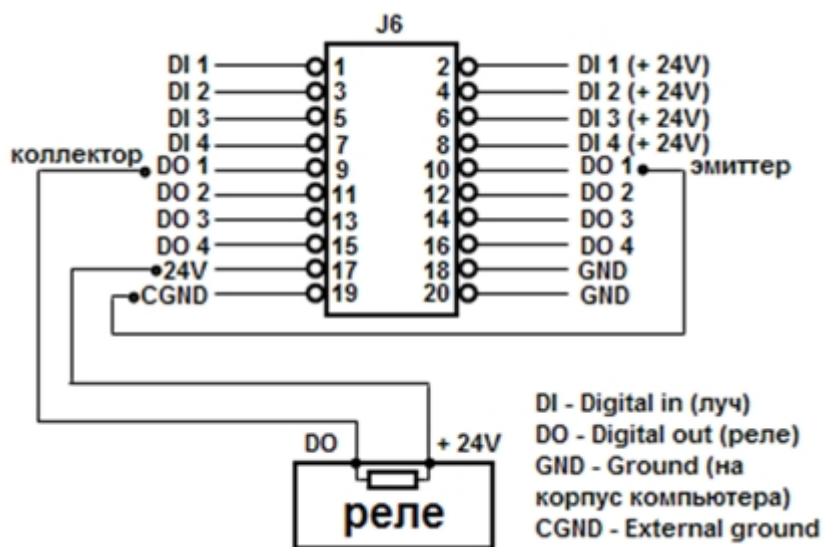 J6
DI 1 1 2 DI 1 (+ 24V)
DI 2 3 4 DI 2 (+ 24V)
DI 3 5 6 DI 3 (+ 24V)
DI 4 7 8 DI 4 (+ 24V)
коллектор DO 1 9 10 DO 1 эмиттер
DO 2 11 12 DO 2
DO 3 13 14 DO 3
DO 4 15 16 DO 4
24V 17 18 GND
CGND 19 20 GND
DO + 24V
реле
DI - Digital in (луч)
DO - Digital out (реле)
GND - Ground (на
корпус компьютера)
CGND - External ground